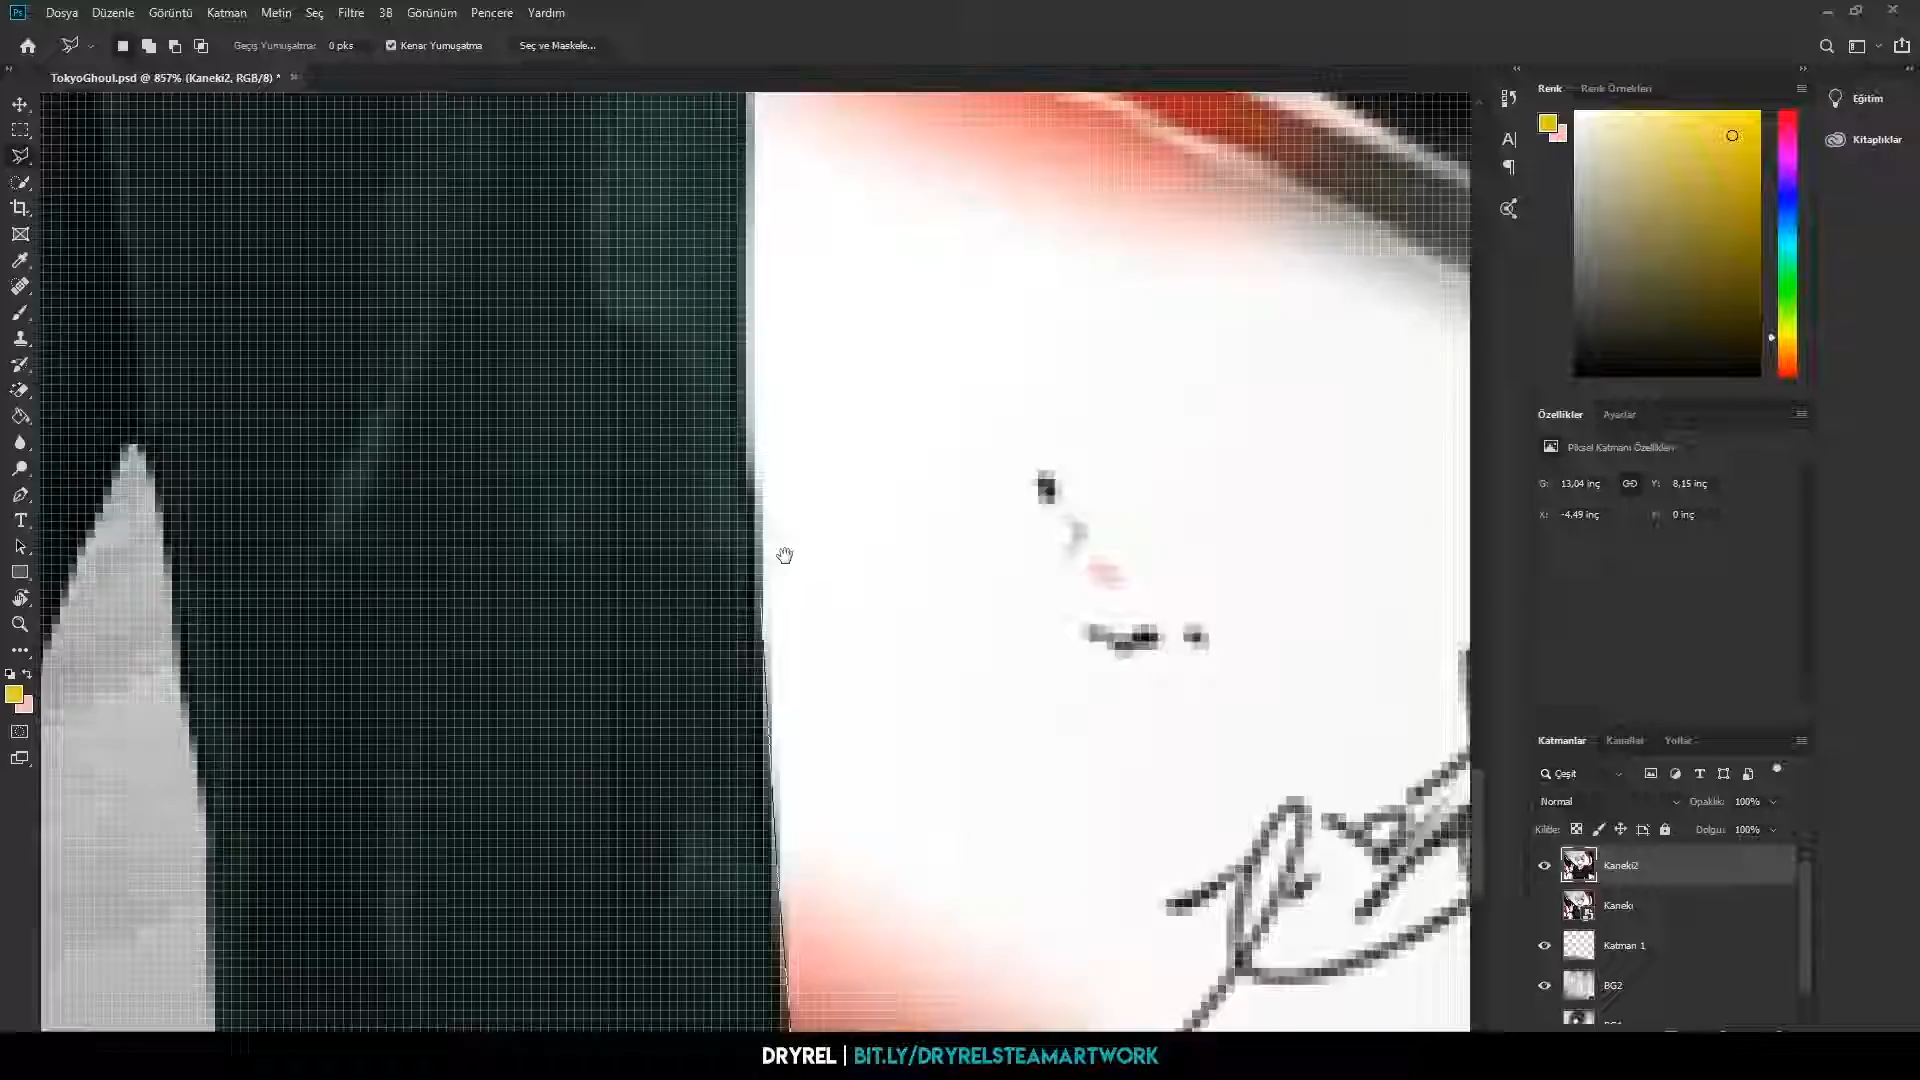 Ps Dosya Düzenle Görüntü Katman Metin Seç Filtre 3B Görünüm Pencere Yardım
Geçiş Yumuşatma: 0 pks Kenar Yumuşatma Seç ve Maskele...
TokyoGhoul.psd @ 857% (Kaneki2, RGB/8) *
Renk Renk Örnekleri
Eğitim
Kitaplıklar
Özellikler Ayarlar
Piksel Katmanı Özellikleri
G: 13,04 inç Y: 8,15 inç
X: -4,49 inç 0 inç
Katmanlar Kanallar Yollar
Çeşit
Normal Opaklık: 100%
Kilitle: Dolgu: 100%
Kaneki2
Kaneki
Katman 1
BG2
DRYREL | BIT.LY/DRYRELSTEAMARTWORK